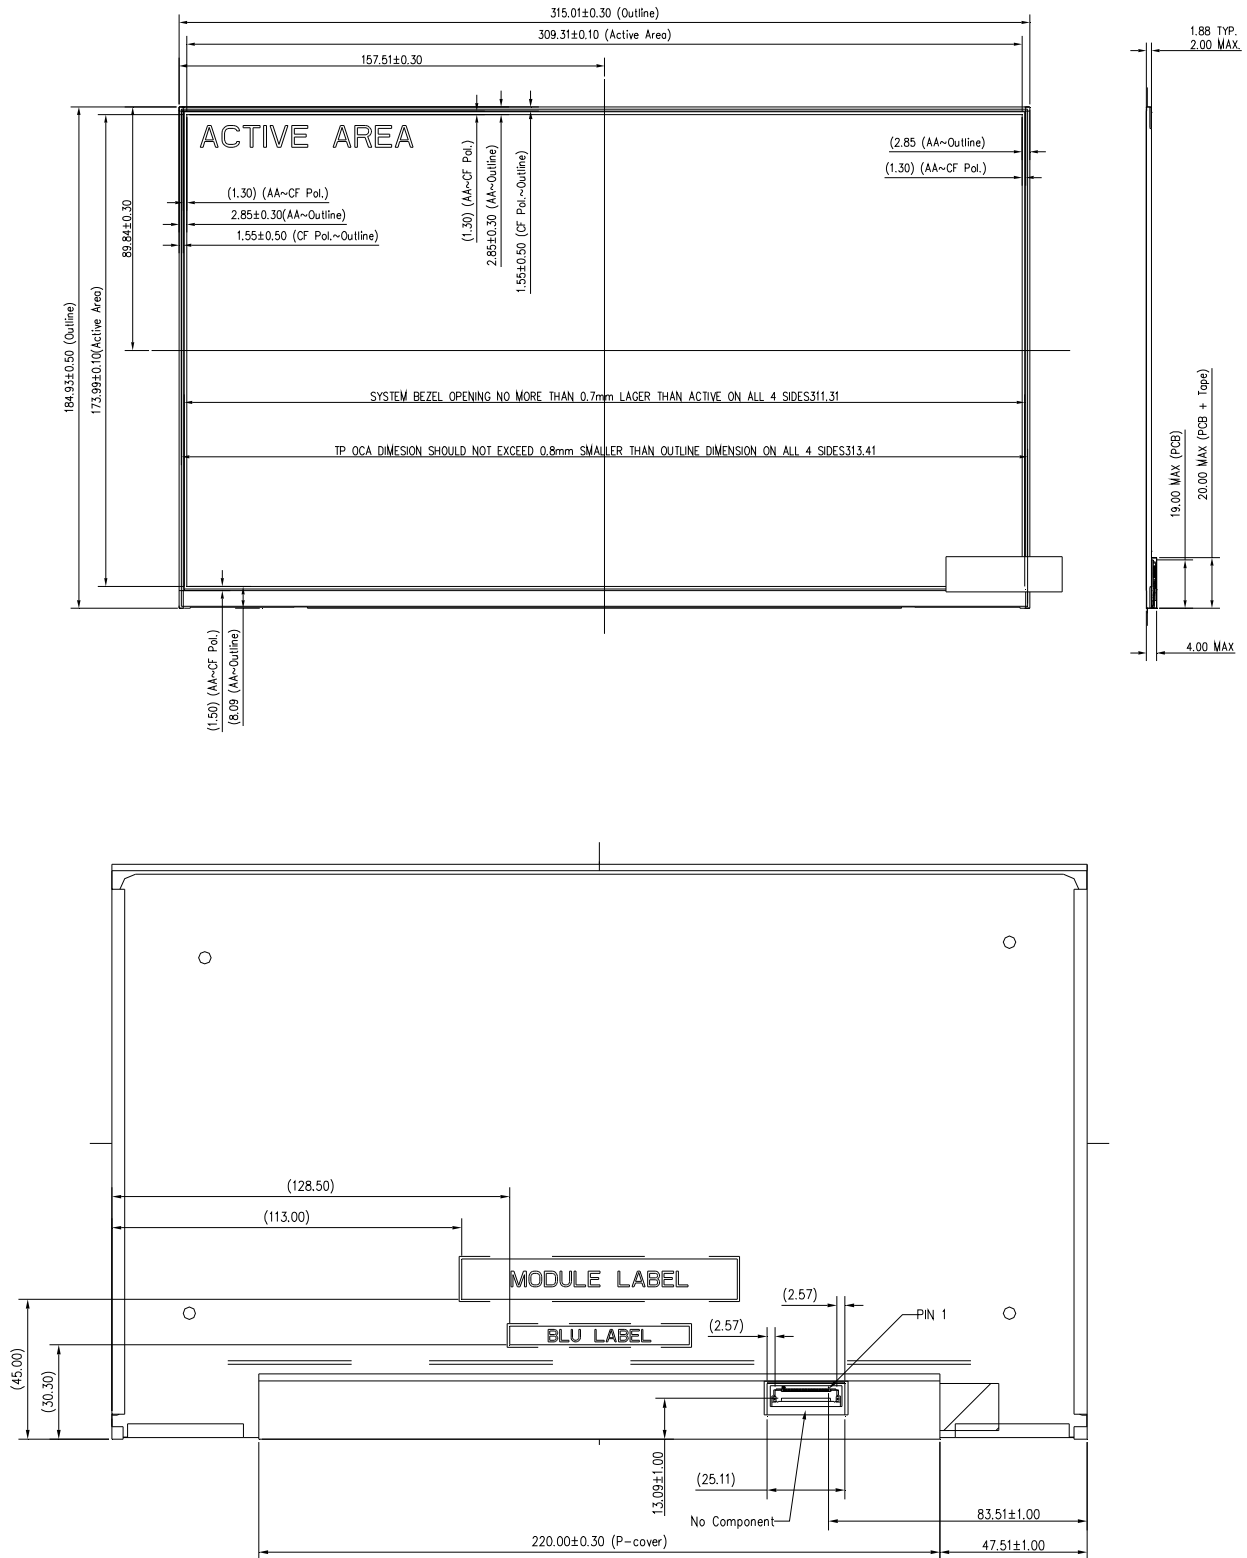 315.01±0.30 (Outline)
309.31±0.10 (Active Area)
157.51±0.30
1.88 TYP.
2.00 MAX.
ACTIVE AREA
(2.85 (AA~Outline)
(1.30) (AA~CF Pol.)
(1.30) (AA~CF Pol.)
2.85±0.30(AA~Outline)
1.55±0.50 (CF Pol.~Outline)
(1.30) (AA~CF Pol.)
2.85±0.30 (AA~Outline)
1.55±0.50 (CF Pol.~Outline)
89.84±0.30
184.93±0.50 (Outline)
173.99±0.10(Active Area)
SYSTEM BEZEL OPENING NO MORE THAN 0.7mm LAGER THAN ACTIVE ON ALL 4 SIDES311.31
TP OCA DIMESION SHOULD NOT EXCEED 0.8mm SMALLER THAN OUTLINE DIMENSION ON ALL 4 SIDES313.41
19.00 MAX (PCB)
20.00 MAX (PCB + Tape)
4.00 MAX
(1.50) (AA~CF Pol.)
(8.09 (AA~Outline)
(128.50)
(113.00)
MODULE LABEL
BLU LABEL
(2.57)
(2.57)
PIN 1
(45.00)
(30.30)
13.09±1.00
(25.11)
No Component
83.51±1.00
220.00±0.30 (P-cover)
47.51±1.00